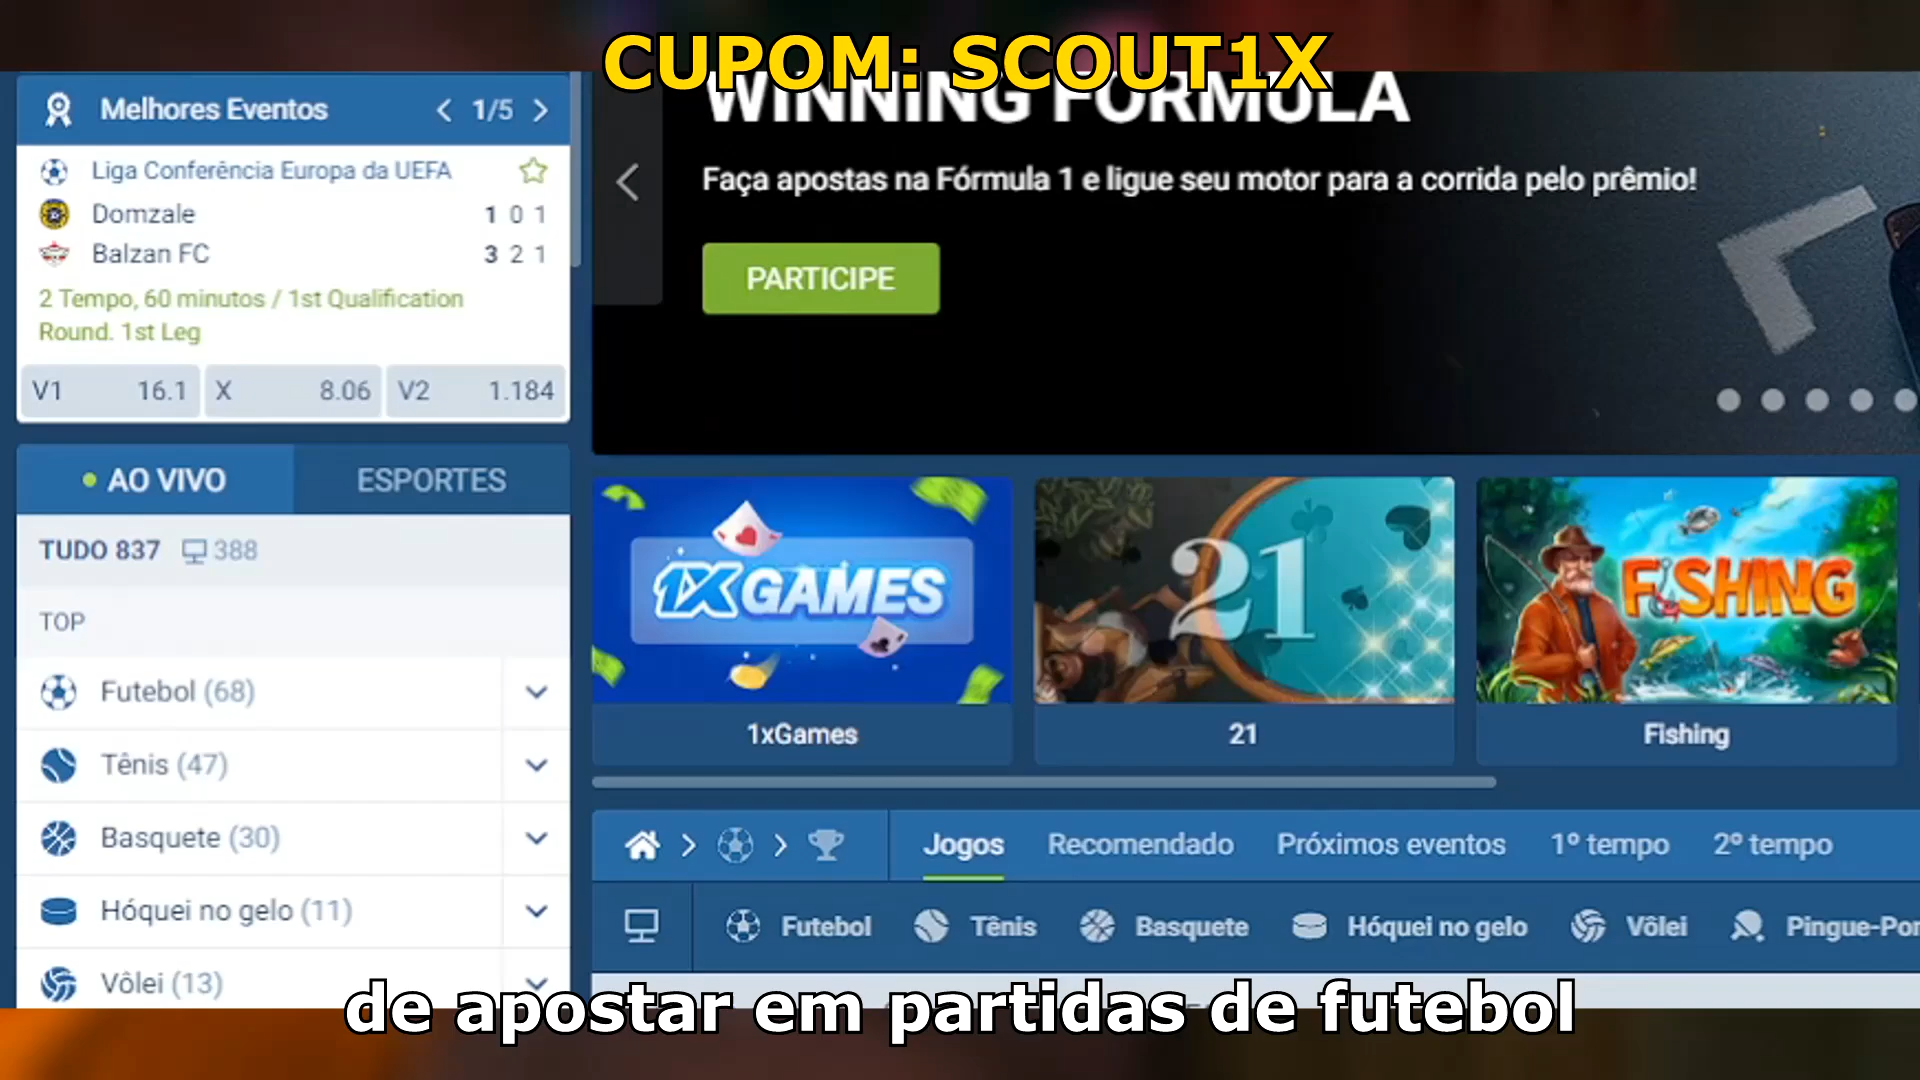 CUPOM: SCOUT1X
Melhores Eventos
1/5
Liga Conferência Europa da UEFA
Domzale 1 0 1
Balzan FC 3 2 1
2 Tempo, 60 minutos / 1st Qualification
Round. 1st Leg
V1 16.1 X 8.06 V2 1.184
AO VIVO ESPORTES
TUDO 837 388
TOP
Futebol (68)
Tênis (47)
Basquete (30)
Hóquei no gelo (11)
Vôlei (13)
WINNING FORMULA
Faça apostas na Fórmula 1 e ligue seu motor para a corrida pelo prêmio!
PARTICIPE
1XGAMES
21
FISHING
1xGames
21
Fishing
Jogos Recomendado Próximos eventos 1º tempo 2º tempo
Futebol Tênis Basquete Hóquei no gelo Vôlei Pingue-Pon
de apostar em partidas de futebol